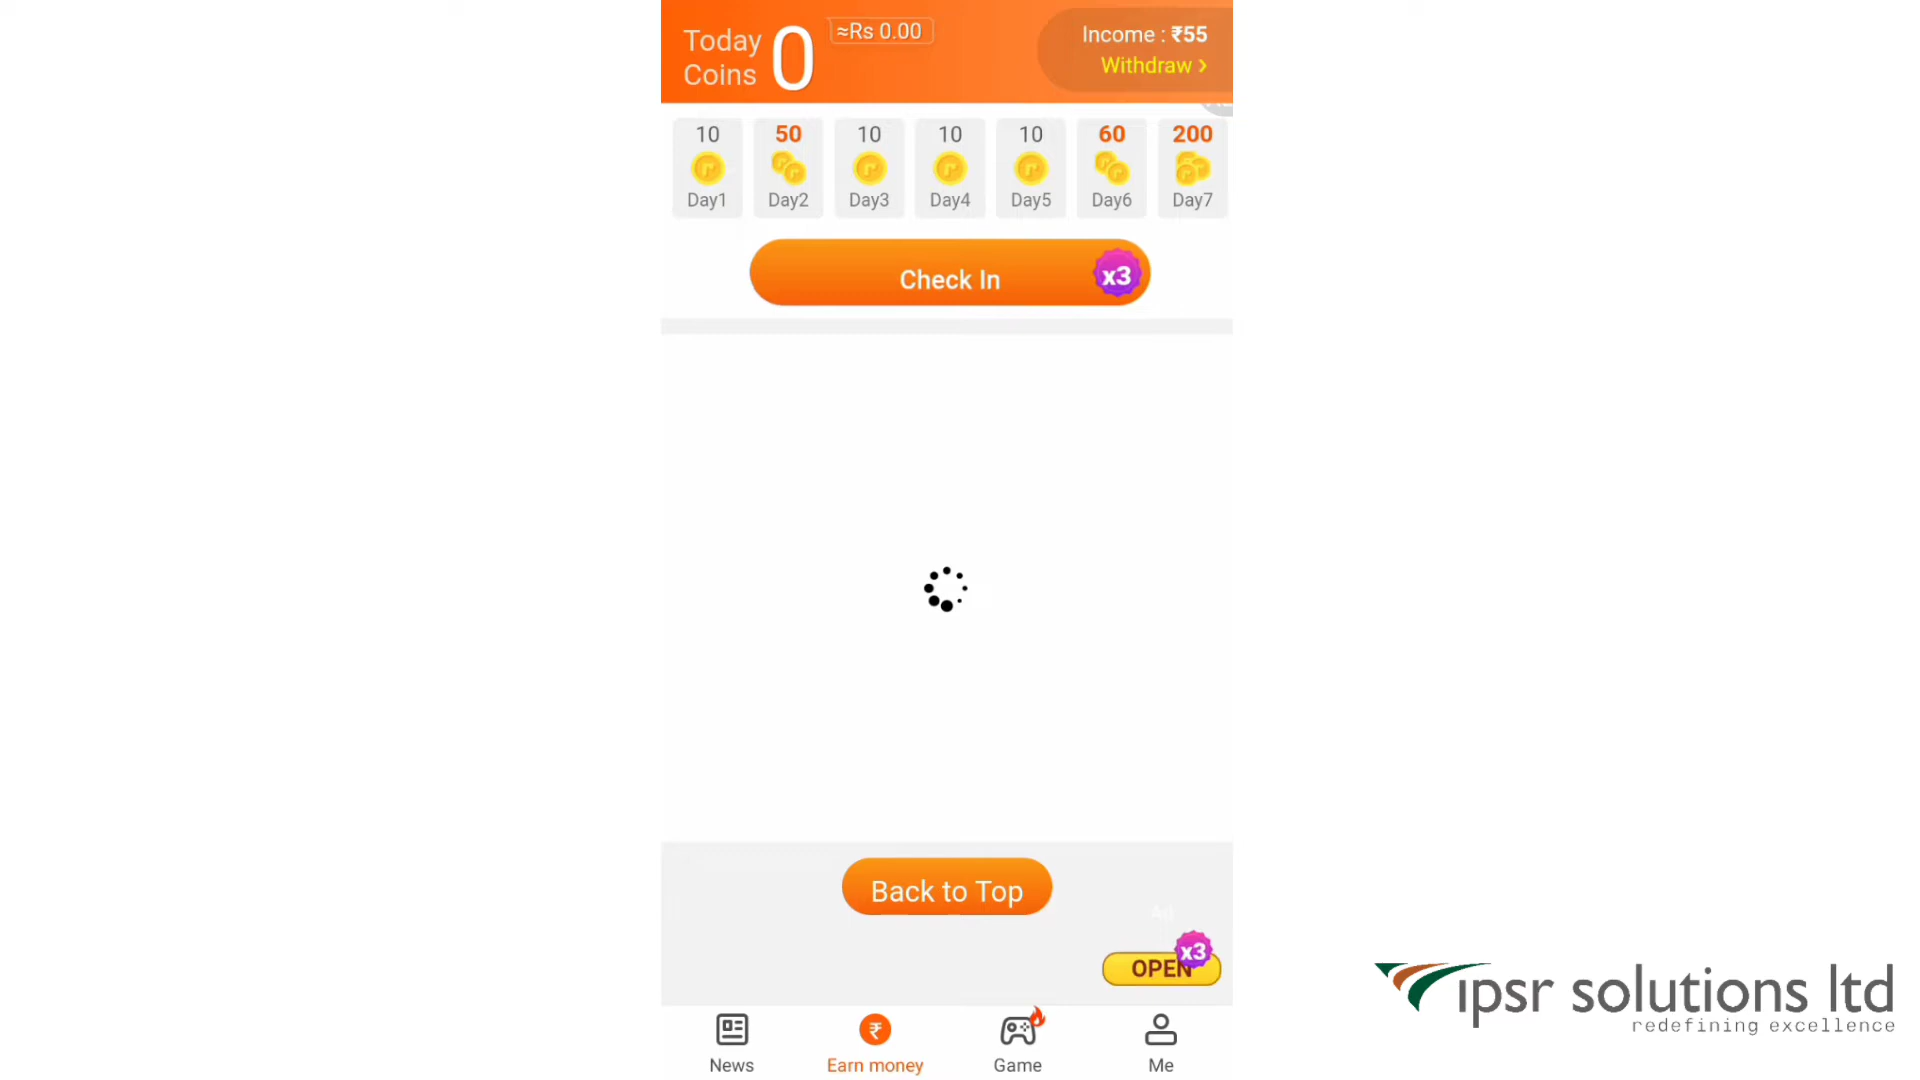 Today Coins 0 ≈Rs 0.00
Income : ₹55
Withdraw ›
10 50 10 10 10 60 200
Day1 Day2 Day3 Day4 Day5 Day6 Day7
Check In x3
Back to Top
Ad
x3
OPEN
News Earn money Game Me
ipsr solutions ltd
redefining excellence